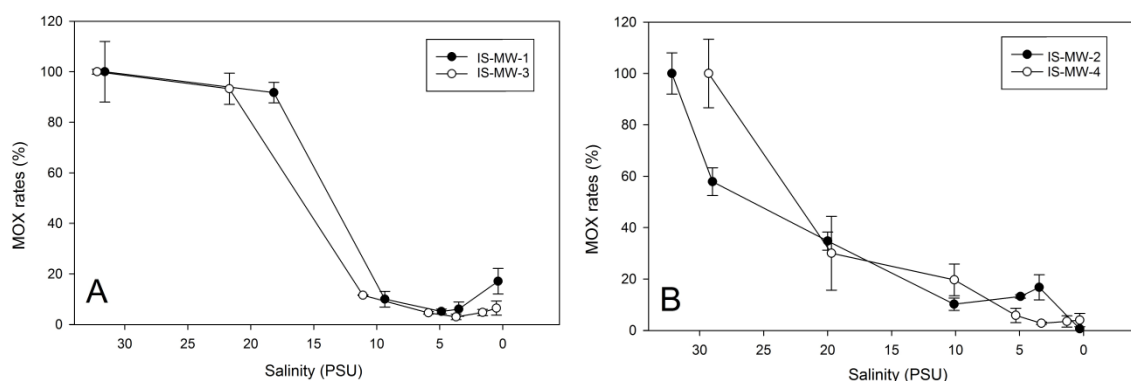 120
100
80
60
40
20
0
MOX rates (%)
30 25 20 15 10 5 0
Salinity (PSU)
IS-MW-1
IS-MW-3
A
120
100
80
60
40
20
0
MOX rates (%)
30 20 10 5 0
Salinity (PSU)
IS-MW-2
IS-MW-4
B